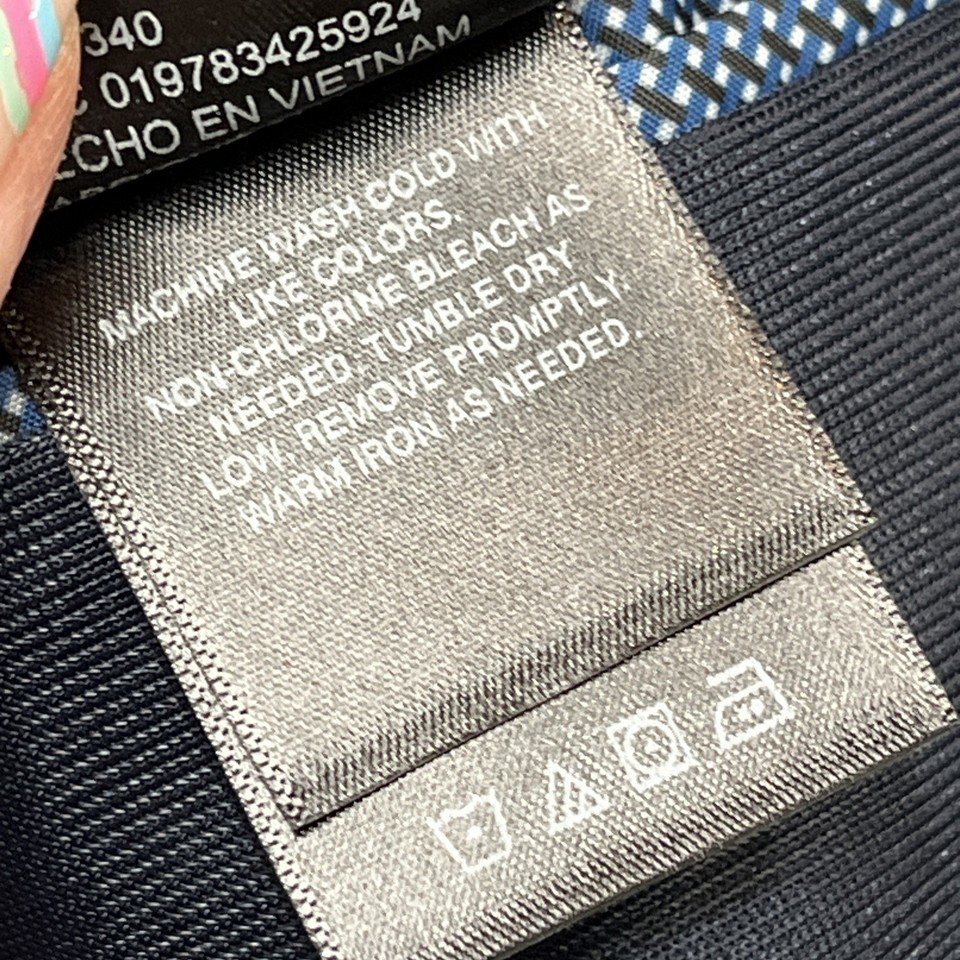 340
019783425924
ECHO EN VIETNAM
MACHINE WASH COLD WITH
LIKE COLORS.
NON-CHLORINE BLEACH AS
NEEDED. TUMBLE DRY
LOW. REMOVE PROMPTLY.
WARM IRON AS NEEDED.